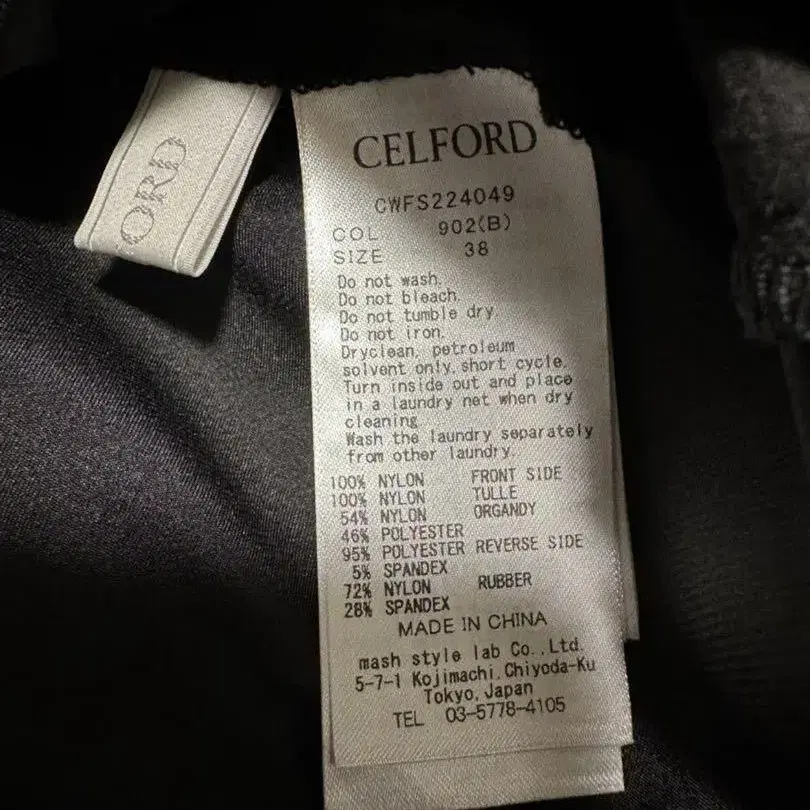 ORD
CELFORD
CWFS224049
COL 902(B)
SIZE 38
Do not wash.
Do not bleach.
Do not tumble dry
Do not iron.
Dryclean, petroleum
solvent only, short cycle.
Turn inside out and place
in a laundry net when dry
cleaning
Wash the laundry separately
from other laundry.
100% NYLON FRONT SIDE
100% NYLON TULLE
54% NYLON ORGANDY
46% POLYESTER
95% POLYESTER REVERSE SIDE
5% SPANDEX
72% NYLON RUBBER
28% SPANDEX
MADE IN CHINA
mash style lab Co.,Ltd.
5-7-1 Kojimachi,Chiyoda-Ku
Tokyo,Japan
TEL 03-5778-4105